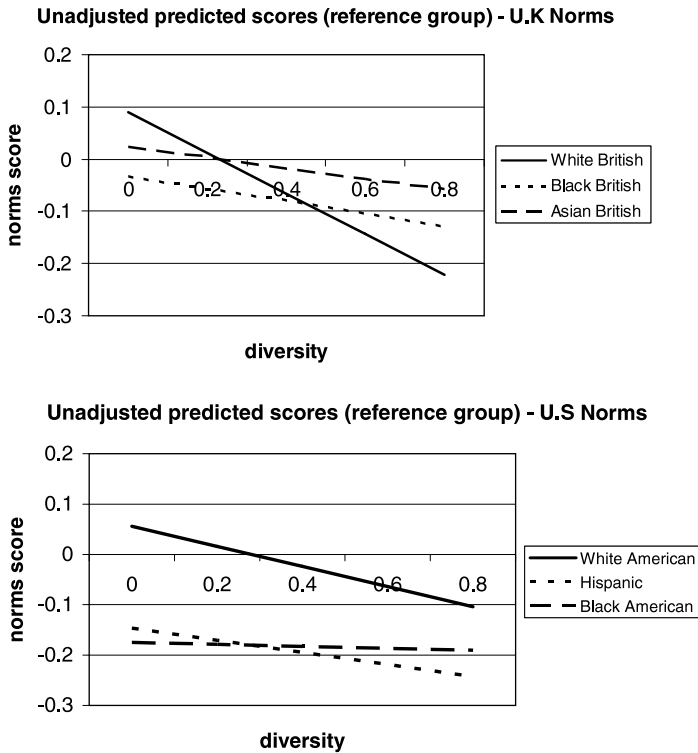 Unadjusted predicted scores (reference group) - U.K Norms
0.2
0.1
0
-0.1
-0.2
-0.3
0 0.2 0.4 0.6 0.8
norms score
diversity
White British
Black British
Asian British
Unadjusted predicted scores (reference group) - U.S Norms
0.2
0.1
0
-0.1
-0.2
-0.3
0 0.2 0.4 0.6 0.8
norms score
diversity
White American
Hispanic
Black American